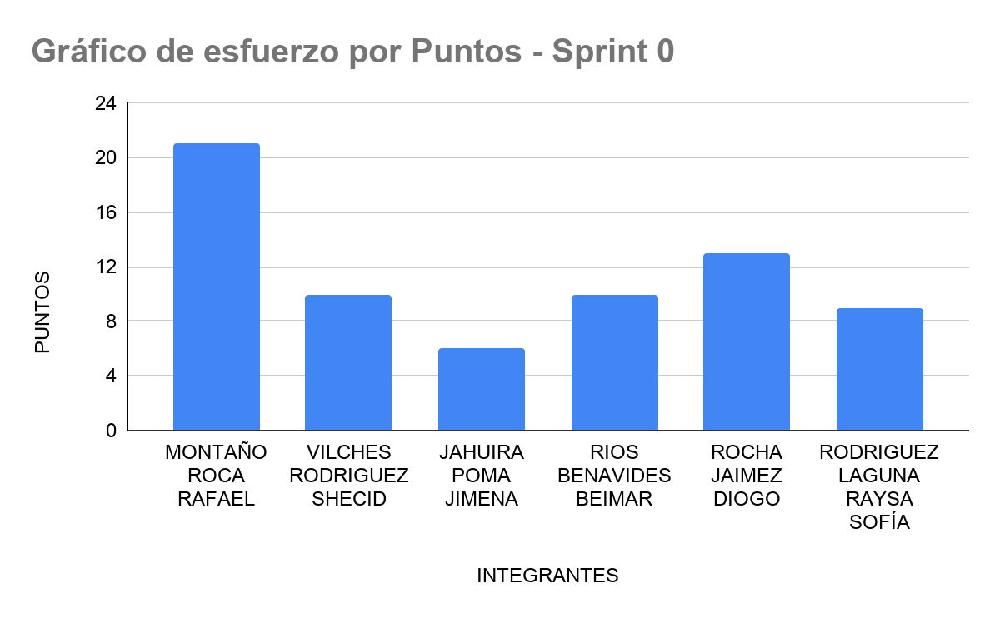 Gráfico de esfuerzo por Puntos - Sprint 0
24
20
16
12
8
4
0
PUNTOS
MONTAÑO
ROCA
RAFAEL
VILCHES
RODRIGUEZ
SHECID
JAHUIRA
POMA
JIMENA
RIOS
BENAVIDES
BEIMAR
ROCHA
JAIMEZ
DIOGO
RODRIGUEZ
LAGUNA
RAYSA
SOFÍA
INTEGRANTES